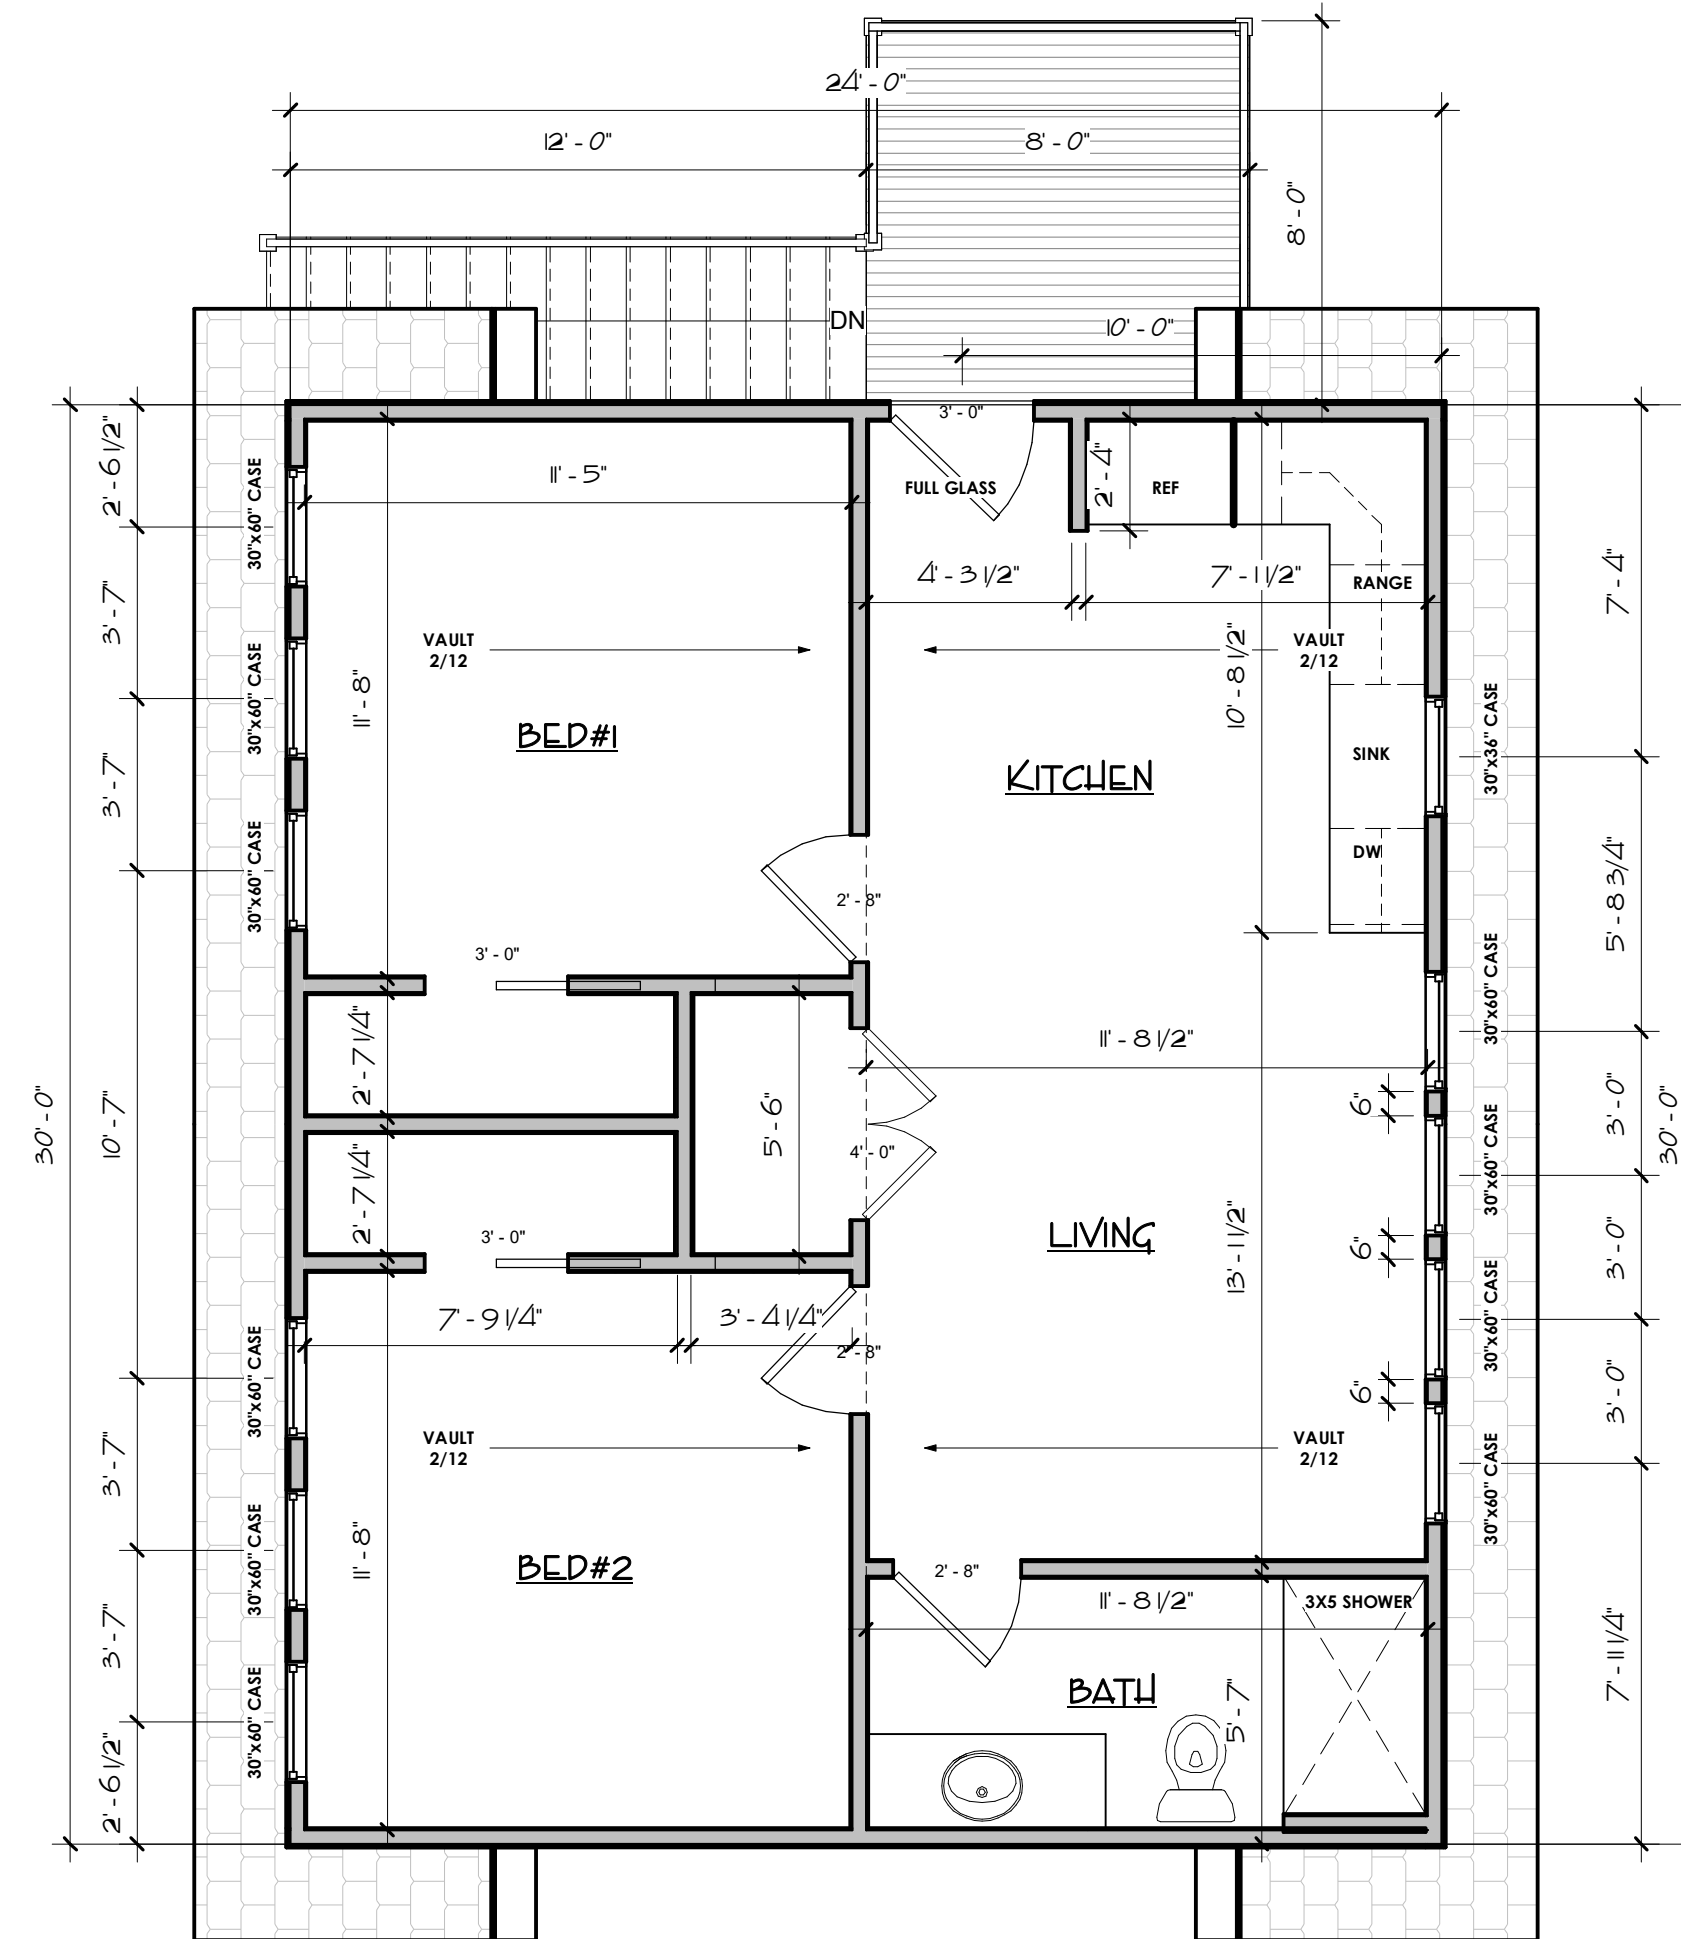 24' - 0"
12' - 0"
8' - 0"
8' - 0"
DN
10' - 0"
3' - 0"
2' - 6 1/2"
30"x60" CASE
11' - 5"
FULL GLASS
2' - 4"
REF
4' - 3 1/2"
7' - 1 1/2"
RANGE
7' - 4"
3' - 7"
30"x60" CASE
VAULT
2/12
11' - 8"
10' - 8 1/2"
VAULT
2/12
BED#1
KITCHEN
SINK
30"x36" CASE
3' - 7"
30"x60" CASE
DW
5' - 8 3/4"
2' - 8"
3' - 0"
30"x60" CASE
2' - 7 1/4"
11' - 8 1/2"
30' - 0"
10' - 7"
5' - 6"
6"
3' - 0"
30' - 0"
2' - 7 1/4"
4' - 0"
30"x60" CASE
3' - 0"
LIVING
13' - 1 1/2"
6"
3' - 0"
7' - 9 1/4"
3' - 4 1/4"
30"x60" CASE
30"x60" CASE
2' - 8"
6"
3' - 0"
3' - 7"
VAULT
2/12
VAULT
2/12
30"x60" CASE
11' - 8"
30"x60" CASE
BED#2
2' - 8"
11' - 8 1/2"
3X5 SHOWER
3' - 7"
7' - 11 1/4"
BATH
5' - 7"
30"x60" CASE
2' - 6 1/2"